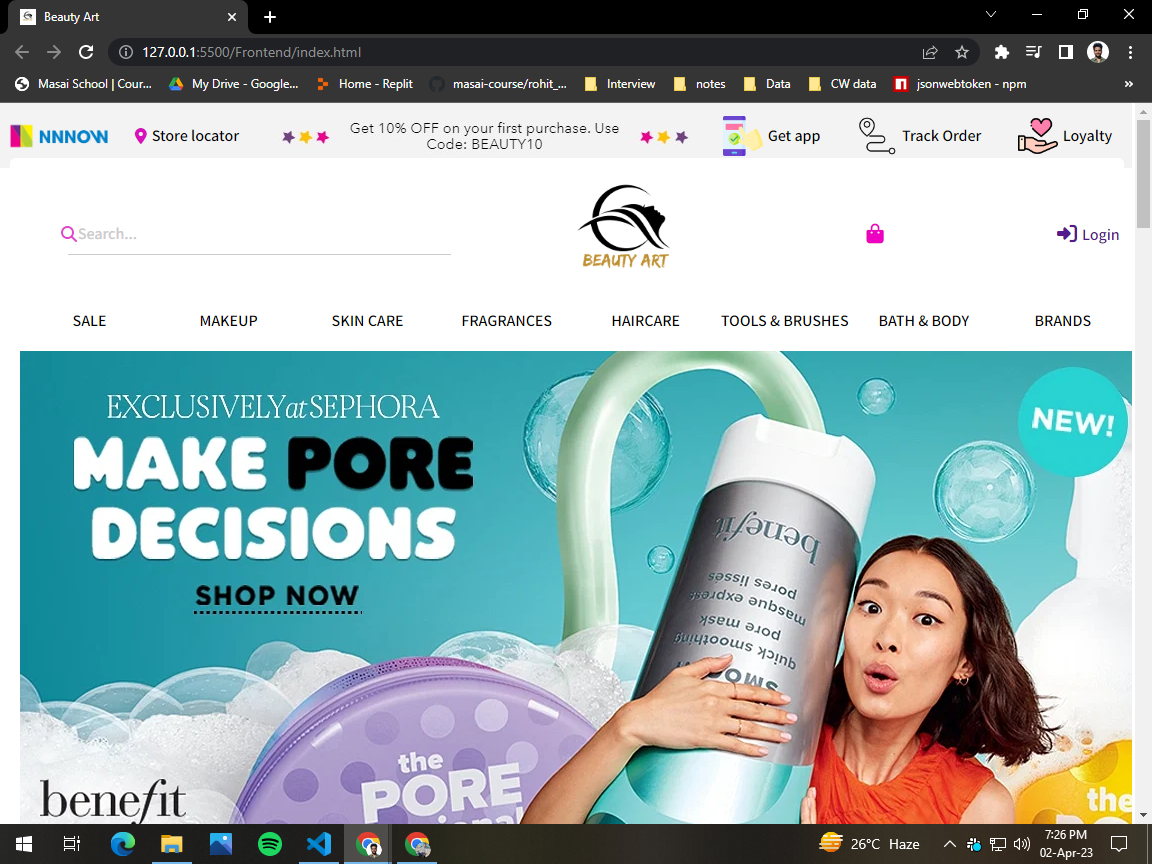 Beauty Art
127.0.0.1:5500/Frontend/index.html
Masai School | Cour...
My Drive - Google...
Home - Replit
masai-course/rohit_...
Interview
notes
Data
CW data
jsonwebtoken - npm
»
NNNOW
Store locator
Get 10% OFF on your first purchase. Use
Code: BEAUTY10
Get app
Track Order
Loyalty
Search...
BEAUTY ART
Login
SALE
MAKEUP
SKIN CARE
FRAGRANCES
HAIRCARE
TOOLS & BRUSHES
BATH & BODY
BRANDS
EXCLUSIVELY at SEPHORA
MAKE PORE
DECISIONS
SHOP NOW
NEW!
benefit
pores lisses
masque express
pore mask
quick smoothing
the
PORE
benefit
the
26°C Haze
7:26 PM
02-Apr-23